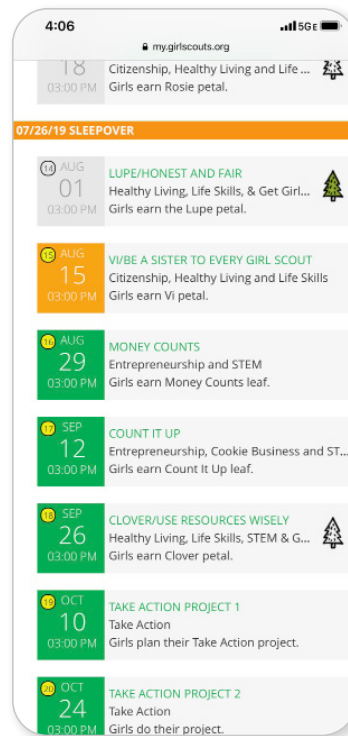 4:06
5GE
my.girlscouts.org
18
03:00 PM
Citizenship, Healthy Living and Life ...
Girls earn Rosie petal.
07/26/19 SLEEPOVER
14 AUG
01
03:00 PM
LUPE/HONEST AND FAIR
Healthy Living, Life Skills, & Get Girl...
Girls earn the Lupe petal.
15 AUG
15
03:00 PM
VI/BE A SISTER TO EVERY GIRL SCOUT
Citizenship, Healthy Living and Life Skills
Girls earn Vi petal.
16 AUG
29
03:00 PM
MONEY COUNTS
Entrepreneurship and STEM
Girls earn Money Counts leaf.
17 SEP
12
03:00 PM
COUNT IT UP
Entrepreneurship, Cookie Business and ST...
Girls earn Count It Up leaf.
18 SEP
26
03:00 PM
CLOVER/USE RESOURCES WISELY
Healthy Living, Life Skills, STEM & G...
Girls earn Clover petal.
19 OCT
10
03:00 PM
TAKE ACTION PROJECT 1
Take Action
Girls plan their Take Action project.
20 OCT
24
03:00 PM
TAKE ACTION PROJECT 2
Take Action
Girls do their project.